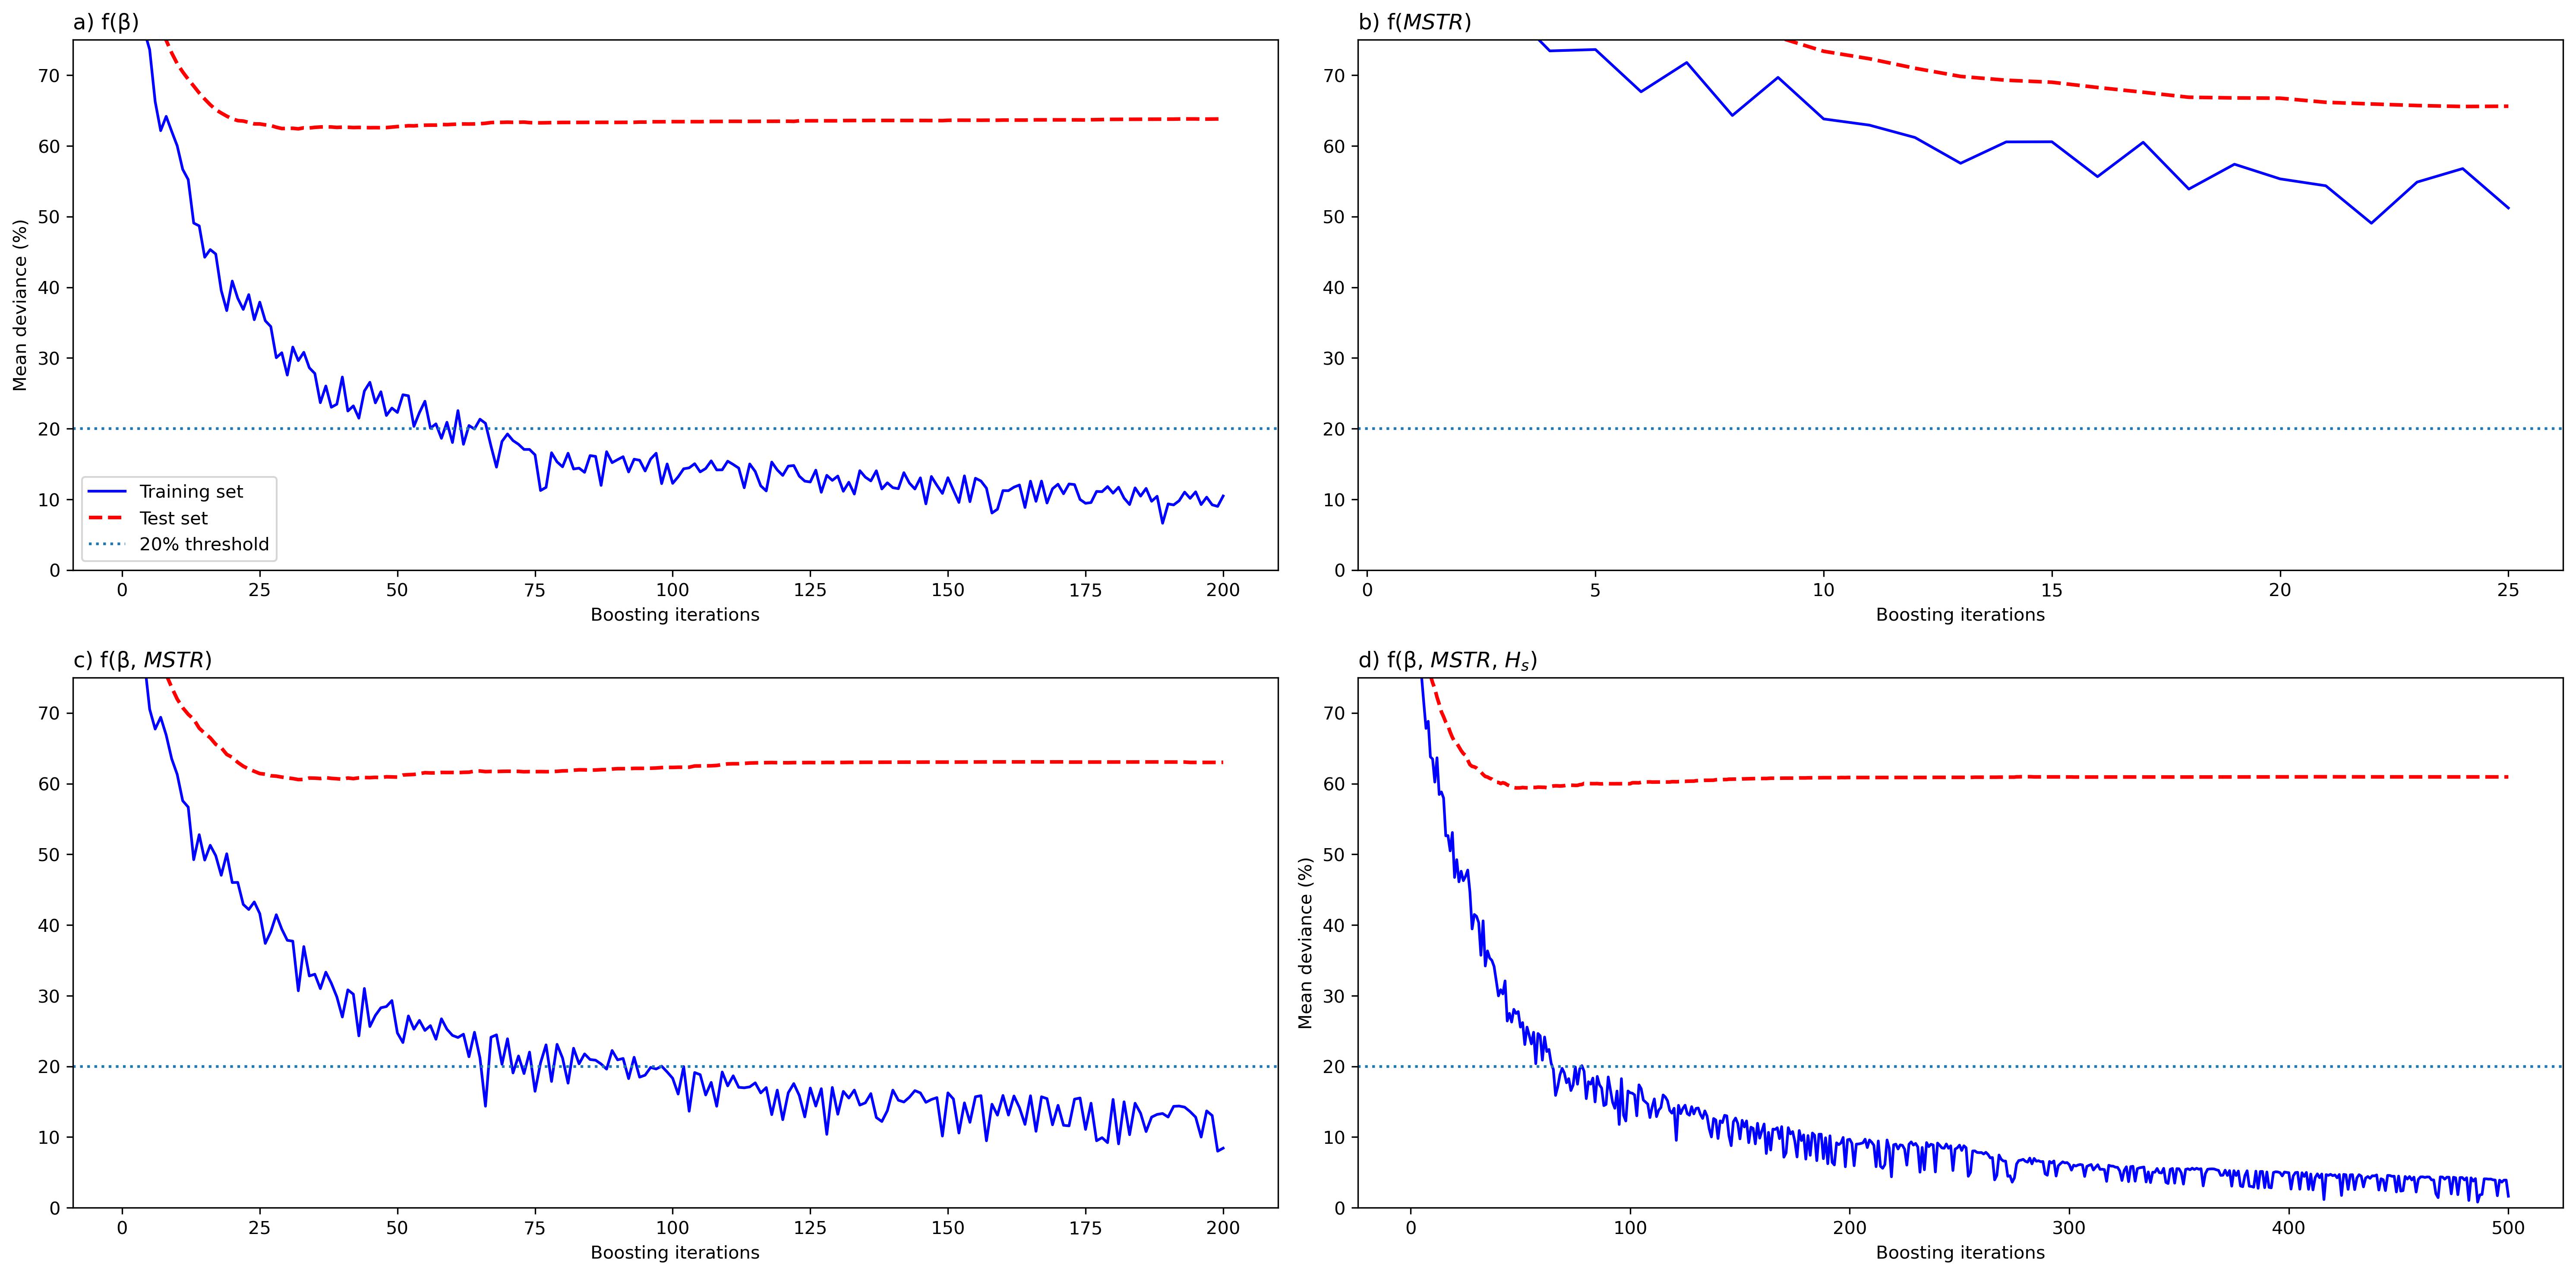 a) f(β)
Mean deviance (%)
70
60
50
40
30
20
10
0
Training set
Test set
20% threshold
0 25 50 75 100 125 150 175 200
Boosting iterations
b) f(MSTR)
70
60
50
40
30
20
10
0
0 5 10 15 20 25
Boosting iterations
c) f(β, MSTR)
70
60
50
40
30
20
10
0
0 25 50 75 100 125 150 175 200
Boosting iterations
d) f(β, MSTR, Hₛ)
Mean deviance (%)
70
60
50
40
30
20
10
0
0 100 200 300 400 500
Boosting iterations